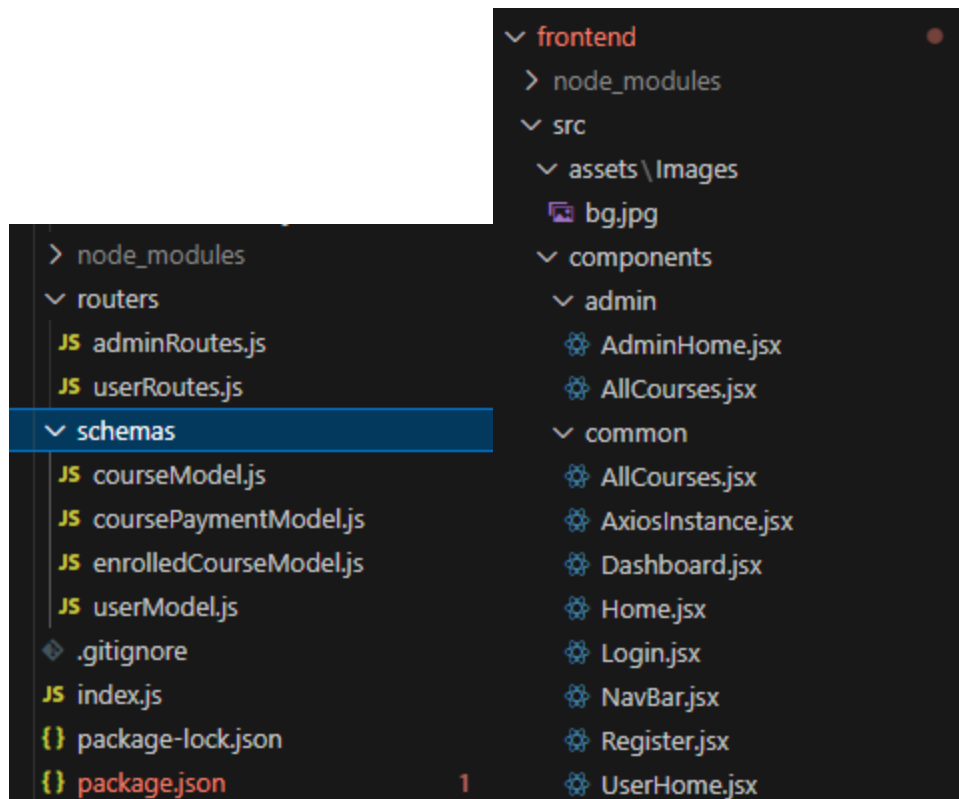 node_modules
routers
JS adminRoutes.js
JS userRoutes.js
schemas
JS courseModel.js
JS coursePaymentModel.js
JS enrolledCourseModel.js
JS userModel.js
.gitignore
JS index.js
{} package-lock.json
{} package.json 1
frontend
node_modules
src
assets\Images
bg.jpg
components
admin
AdminHome.jsx
AllCourses.jsx
common
AllCourses.jsx
AxiosInstance.jsx
Dashboard.jsx
Home.jsx
Login.jsx
NavBar.jsx
Register.jsx
UserHome.jsx